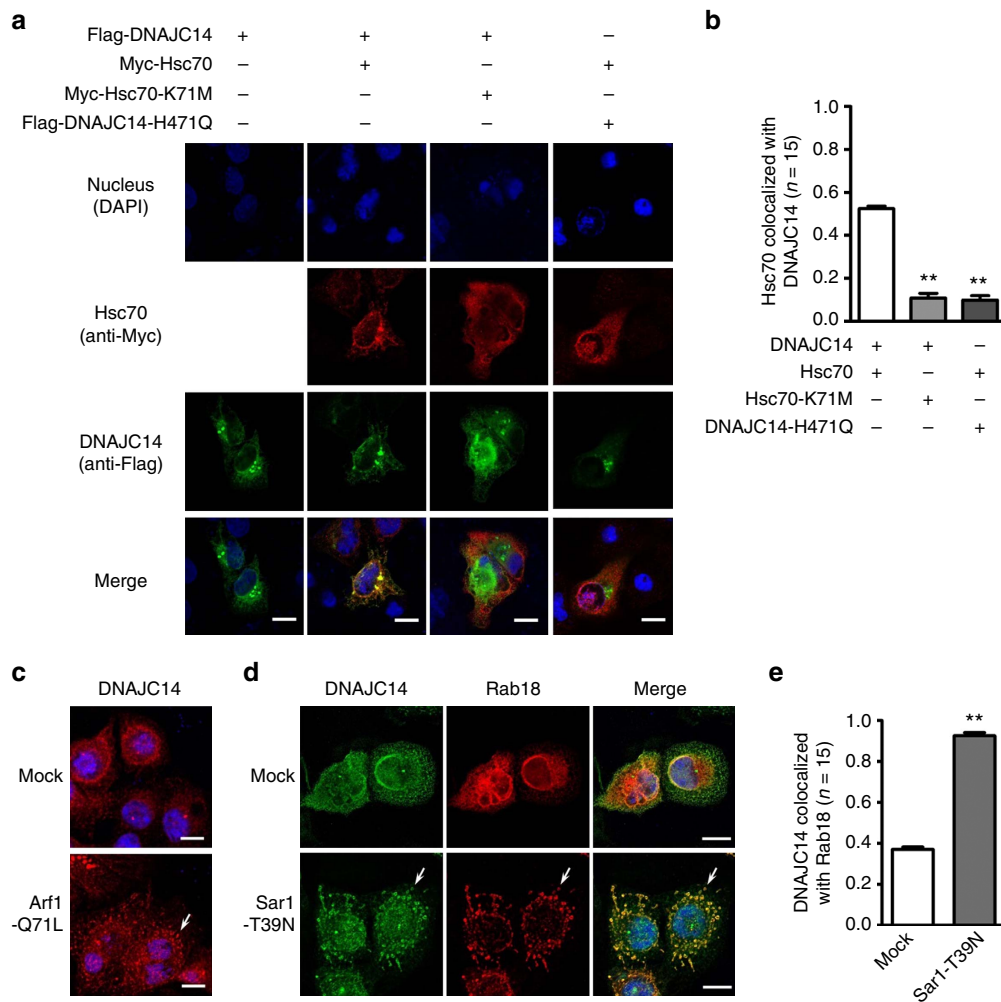 a
Flag-DNAJC14 + + + –
Myc-Hsc70 – + – +
Myc-Hsc70-K71M – – + –
Flag-DNAJC14-H471Q – – – +
Nucleus
(DAPI)
Hsc70
(anti-Myc)
DNAJC14
(anti-Flag)
Merge
b
Hsc70 colocalized with
DNAJC14 (n = 15)
1.0
0.8
0.6
0.4
0.2
0.0
** **
DNAJC14 + + –
Hsc70 + – +
Hsc70-K71M – + –
DNAJC14-H471Q – – +
c
DNAJC14
Mock
Arf1
-Q71L
d
DNAJC14 Rab18 Merge
Mock
Sar1
-T39N
e
DNAJC14 colocalized
with Rab18 (n = 15)
1.0
0.8
0.6
0.4
0.2
0.0
**
Mock
Sar1-T39N